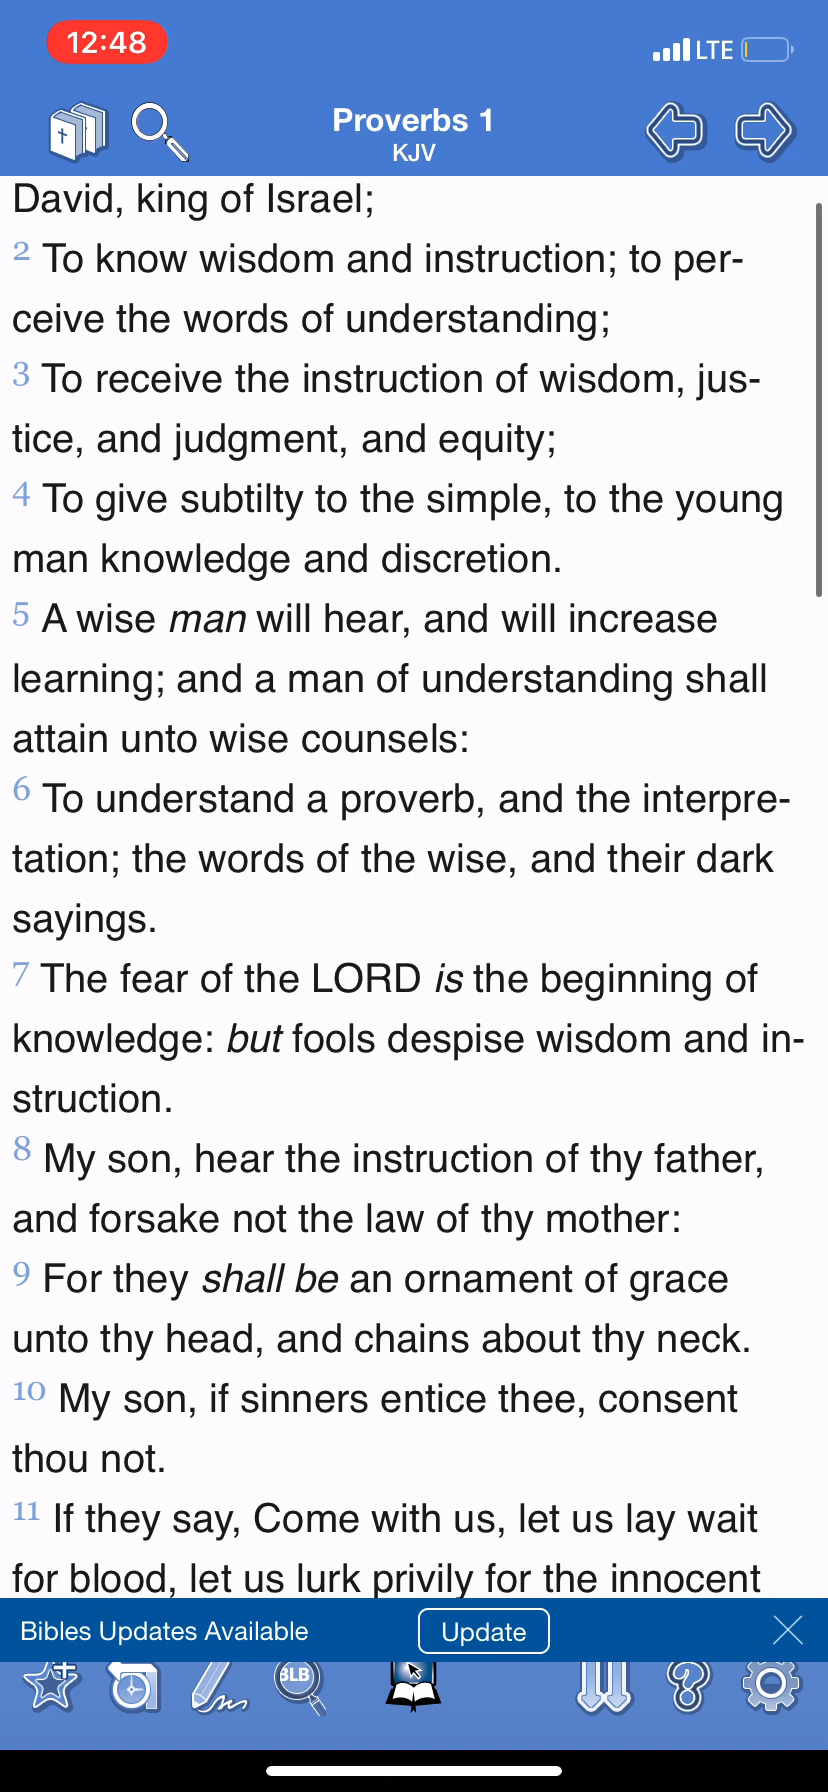 12:48
LTE
Proverbs 1
KJV
David, king of Israel;
2 To know wisdom and instruction; to per-
ceive the words of understanding;
3 To receive the instruction of wisdom, jus-
tice, and judgment, and equity;
4 To give subtilty to the simple, to the young
man knowledge and discretion.
5 A wise man will hear, and will increase
learning; and a man of understanding shall
attain unto wise counsels:
6 To understand a proverb, and the interpre-
tation; the words of the wise, and their dark
sayings.
7 The fear of the LORD is the beginning of
knowledge: but fools despise wisdom and in-
struction.
8 My son, hear the instruction of thy father,
and forsake not the law of thy mother:
9 For they shall be an ornament of grace
unto thy head, and chains about thy neck.
10 My son, if sinners entice thee, consent
thou not.
11 If they say, Come with us, let us lay wait
for blood, let us lurk privily for the innocent
Bibles Updates Available
Update
BLB